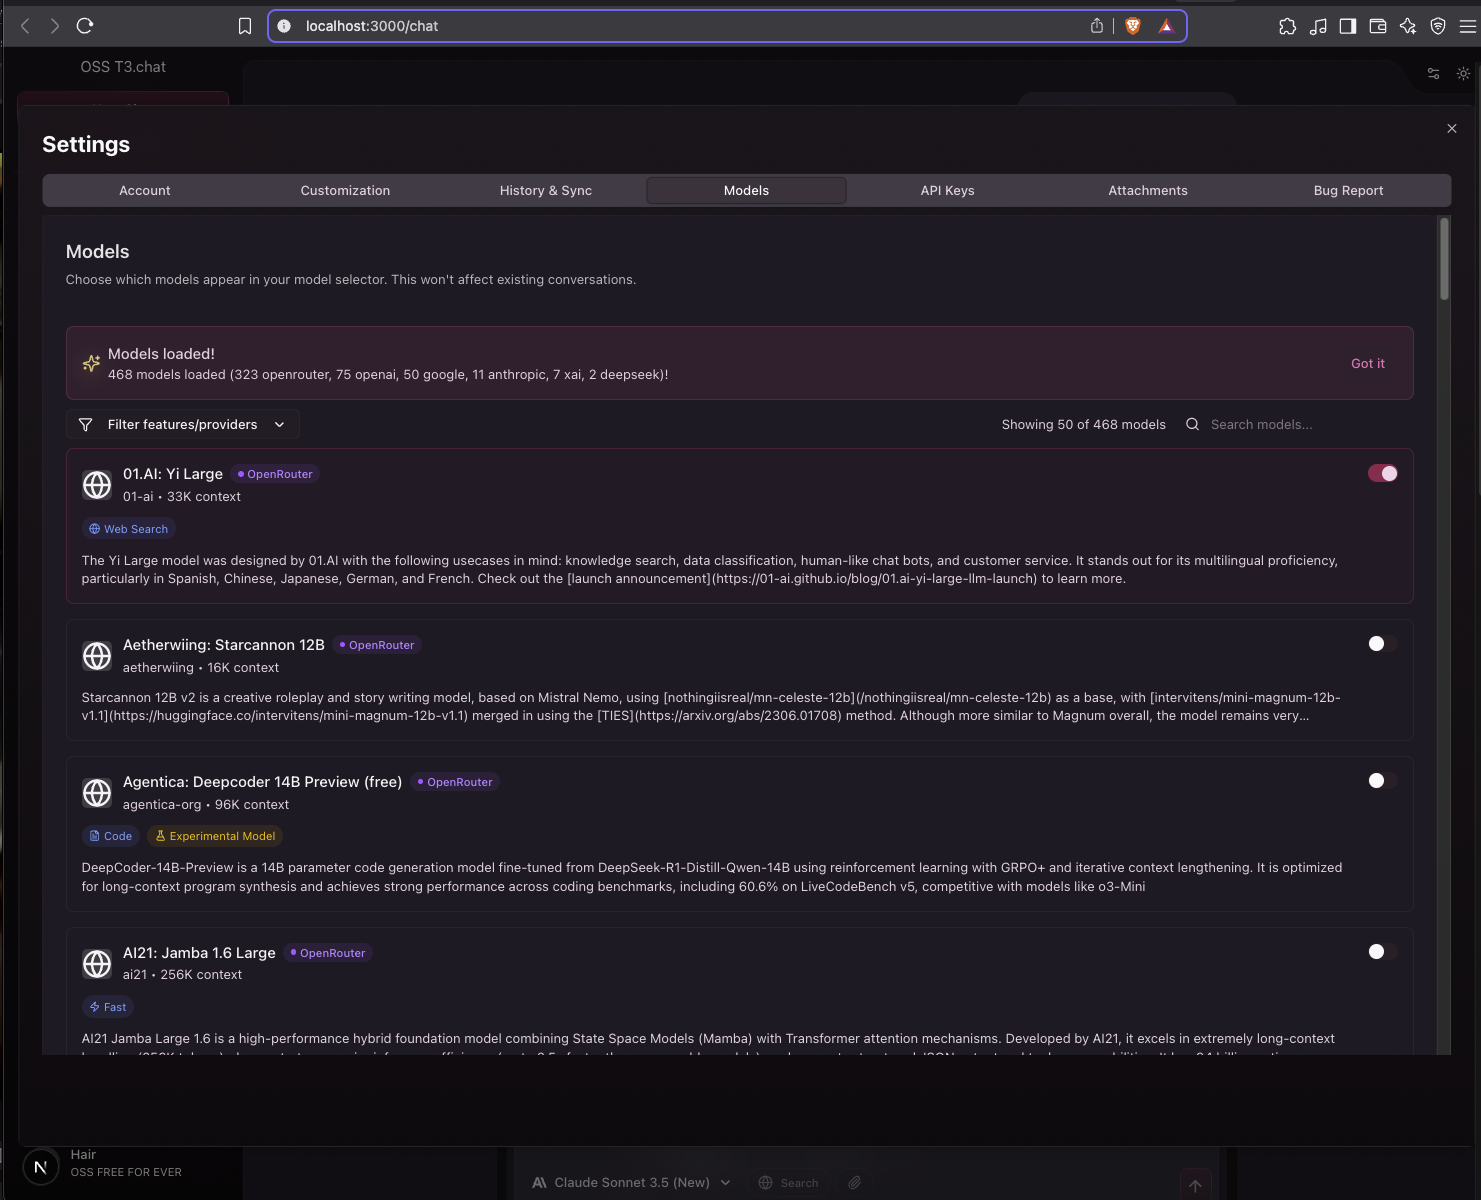 localhost:3000/chat
OSS T3.chat
Settings
Account
Customization
History & Sync
Models
API Keys
Attachments
Bug Report
Models
Choose which models appear in your model selector. This won't affect existing conversations.
Models loaded!
468 models loaded (323 openrouter, 75 openai, 50 google, 11 anthropic, 7 xai, 2 deepseek)!
Got it
Filter features/providers
Showing 50 of 468 models
Search models...
01.AI: Yi Large
OpenRouter
01-ai • 33K context
Web Search
The Yi Large model was designed by 01.AI with the following usecases in mind: knowledge search, data classification, human-like chat bots, and customer service. It stands out for its multilingual proficiency,
particularly in Spanish, Chinese, Japanese, German, and French. Check out the [launch announcement](https://01-ai.github.io/blog/01.ai-yi-large-llm-launch) to learn more.
Aetherwiing: Starcannon 12B
OpenRouter
aetherwiing • 16K context
Starcannon 12B v2 is a creative roleplay and story writing model, based on Mistral Nemo, using [nothingiisreal/mn-celeste-12b](/nothingiisreal/mn-celeste-12b) as a base, with [intervitens/mini-magnum-12b-
v1.1](https://huggingface.co/intervitens/mini-magnum-12b-v1.1) merged in using the [TIES](https://arxiv.org/abs/2306.01708) method. Although more similar to Magnum overall, the model remains very...
Agentica: Deepcoder 14B Preview (free)
OpenRouter
agentica-org • 96K context
Code
Experimental Model
DeepCoder-14B-Preview is a 14B parameter code generation model fine-tuned from DeepSeek-R1-Distill-Qwen-14B using reinforcement learning with GRPO+ and iterative context lengthening. It is optimized
for long-context program synthesis and achieves strong performance across coding benchmarks, including 60.6% on LiveCodeBench v5, competitive with models like o3-Mini
AI21: Jamba 1.6 Large
OpenRouter
ai21 • 256K context
Fast
AI21 Jamba Large 1.6 is a high-performance hybrid foundation model combining State Space Models (Mamba) with Transformer attention mechanisms. Developed by AI21, it excels in extremely long-context
N
Hair
OSS FREE FOR EVER
Claude Sonnet 3.5 (New)
Search